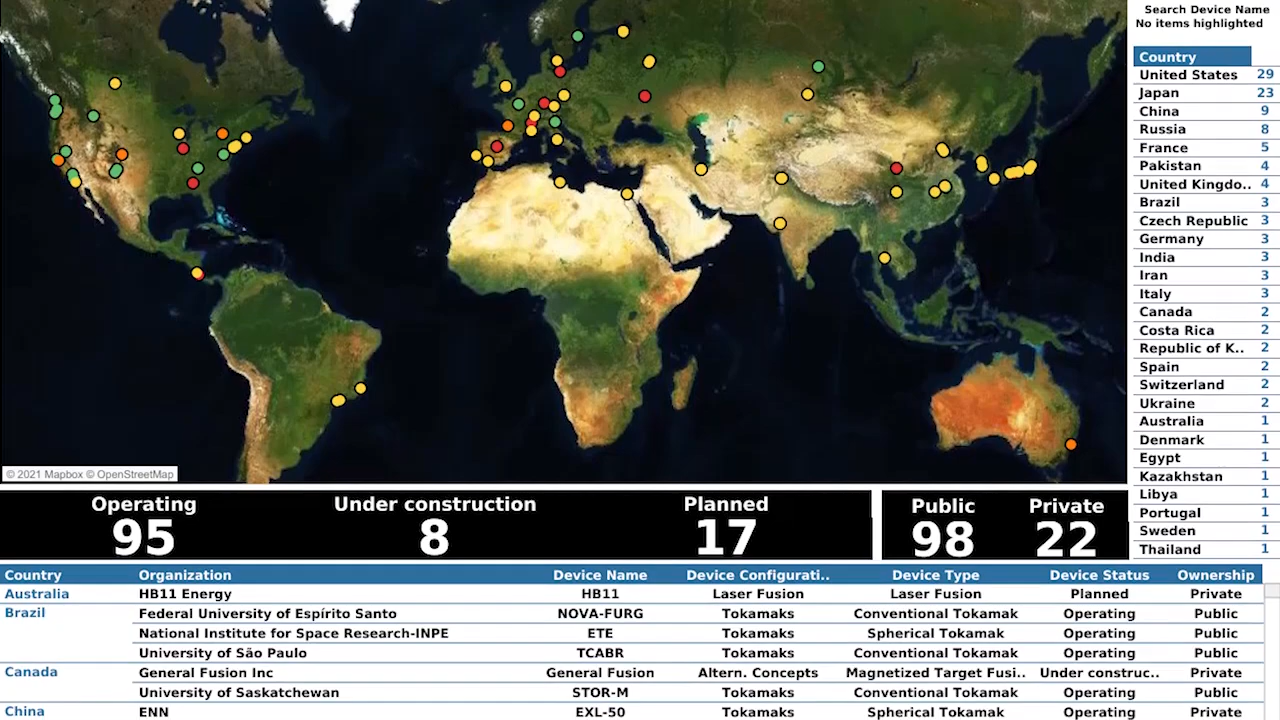 Search Device Name
No items highlighted
Country
United States 29
Japan 23
China 9
Russia 8
France 5
Pakistan 4
United Kingdo.. 4
Brazil 3
Czech Republic 3
Germany 3
India 3
Iran 3
Italy 3
Canada 2
Costa Rica 2
Republic of K.. 2
Spain 2
Switzerland 2
Ukraine 2
Australia 1
Denmark 1
Egypt 1
Kazakhstan 1
Libya 1
Portugal 1
Sweden 1
Thailand 1
© 2021 Mapbox © OpenStreetMap
Operating Under construction Planned Public Private
95 8 17 98 22
Country Organization Device Name Device Configurati.. Device Type Device Status Ownership
Australia HB11 Energy HB11 Laser Fusion Laser Fusion Planned Private
Brazil Federal University of Espírito Santo NOVA-FURG Tokamaks Conventional Tokamak Operating Public
National Institute for Space Research-INPE ETE Tokamaks Spherical Tokamak Operating Public
University of São Paulo TCABR Tokamaks Conventional Tokamak Operating Public
Canada General Fusion Inc General Fusion Altern. Concepts Magnetized Target Fusi.. Under construc.. Private
University of Saskatchewan STOR-M Tokamaks Conventional Tokamak Operating Public
China ENN EXL-50 Tokamaks Spherical Tokamak Operating Private